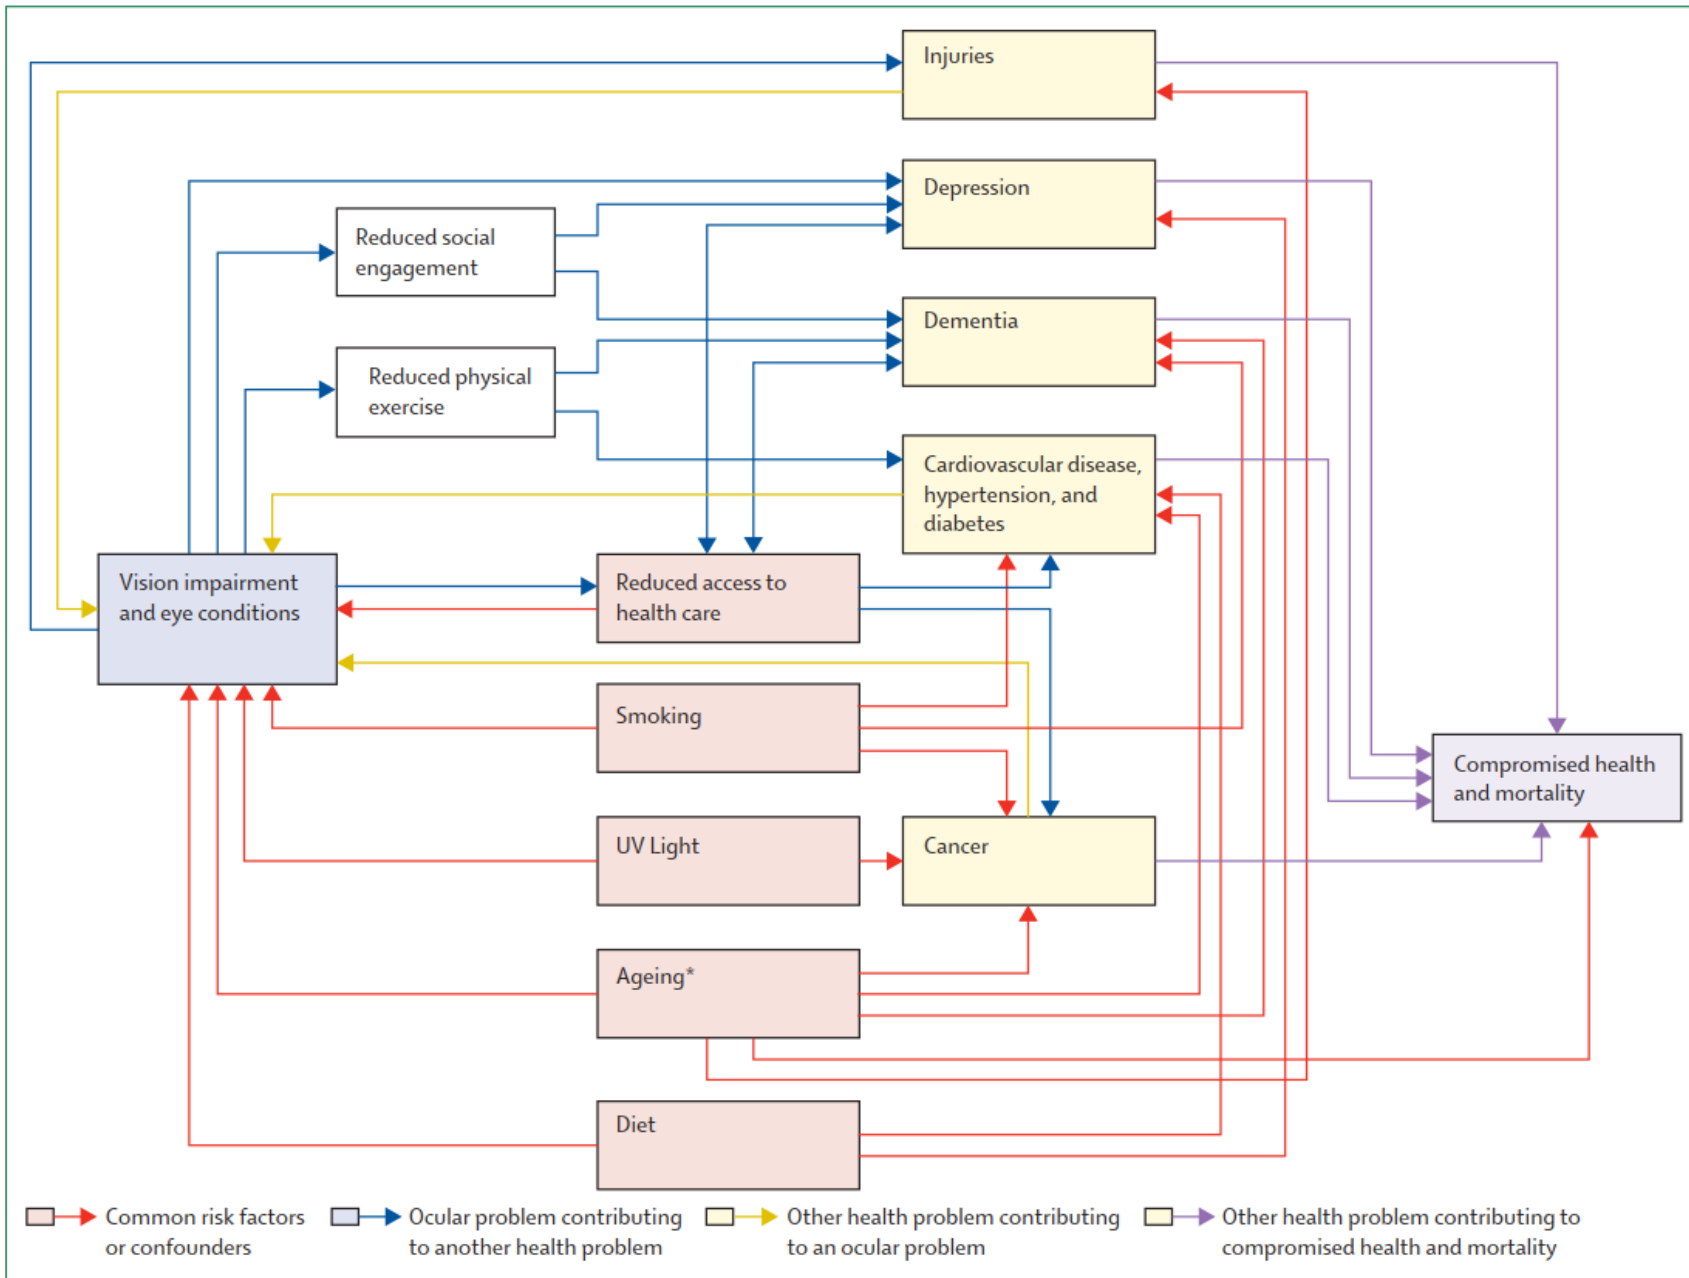 Injuries
Depression
Reduced social
engagement
Dementia
Reduced physical
exercise
Cardiovascular disease,
hypertension, and
diabetes
Vision impairment
and eye conditions
Reduced access to
health care
Smoking
Compromised health
and mortality
UV Light
Cancer
Ageing*
Diet
Common risk factors
or confounders
Ocular problem contributing
to another health problem
Other health problem contributing
to an ocular problem
Other health problem contributing to
compromised health and mortality